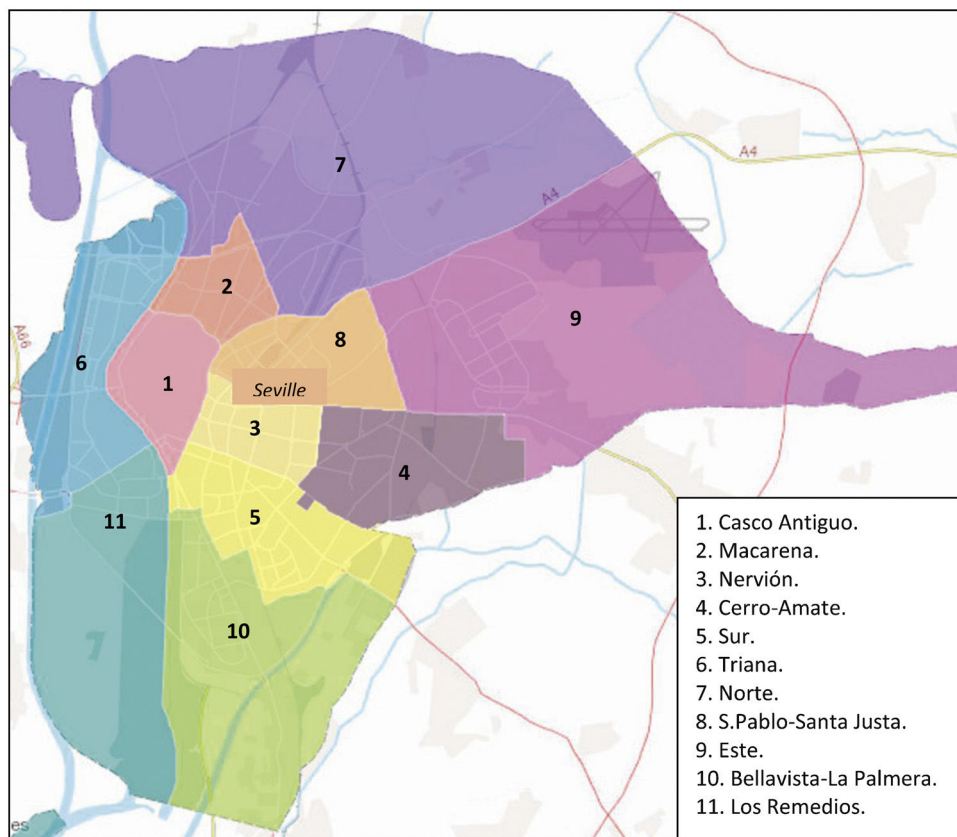 7
A4
A4
2
9
8
A66
6
1
Seville
3
4
11
5
10
1. Casco Antiguo.
2. Macarena.
3. Nervión.
4. Cerro-Amate.
5. Sur.
6. Triana.
7. Norte.
8. S.Pablo-Santa Justa.
9. Este.
10. Bellavista-La Palmera.
11. Los Remedios.
es